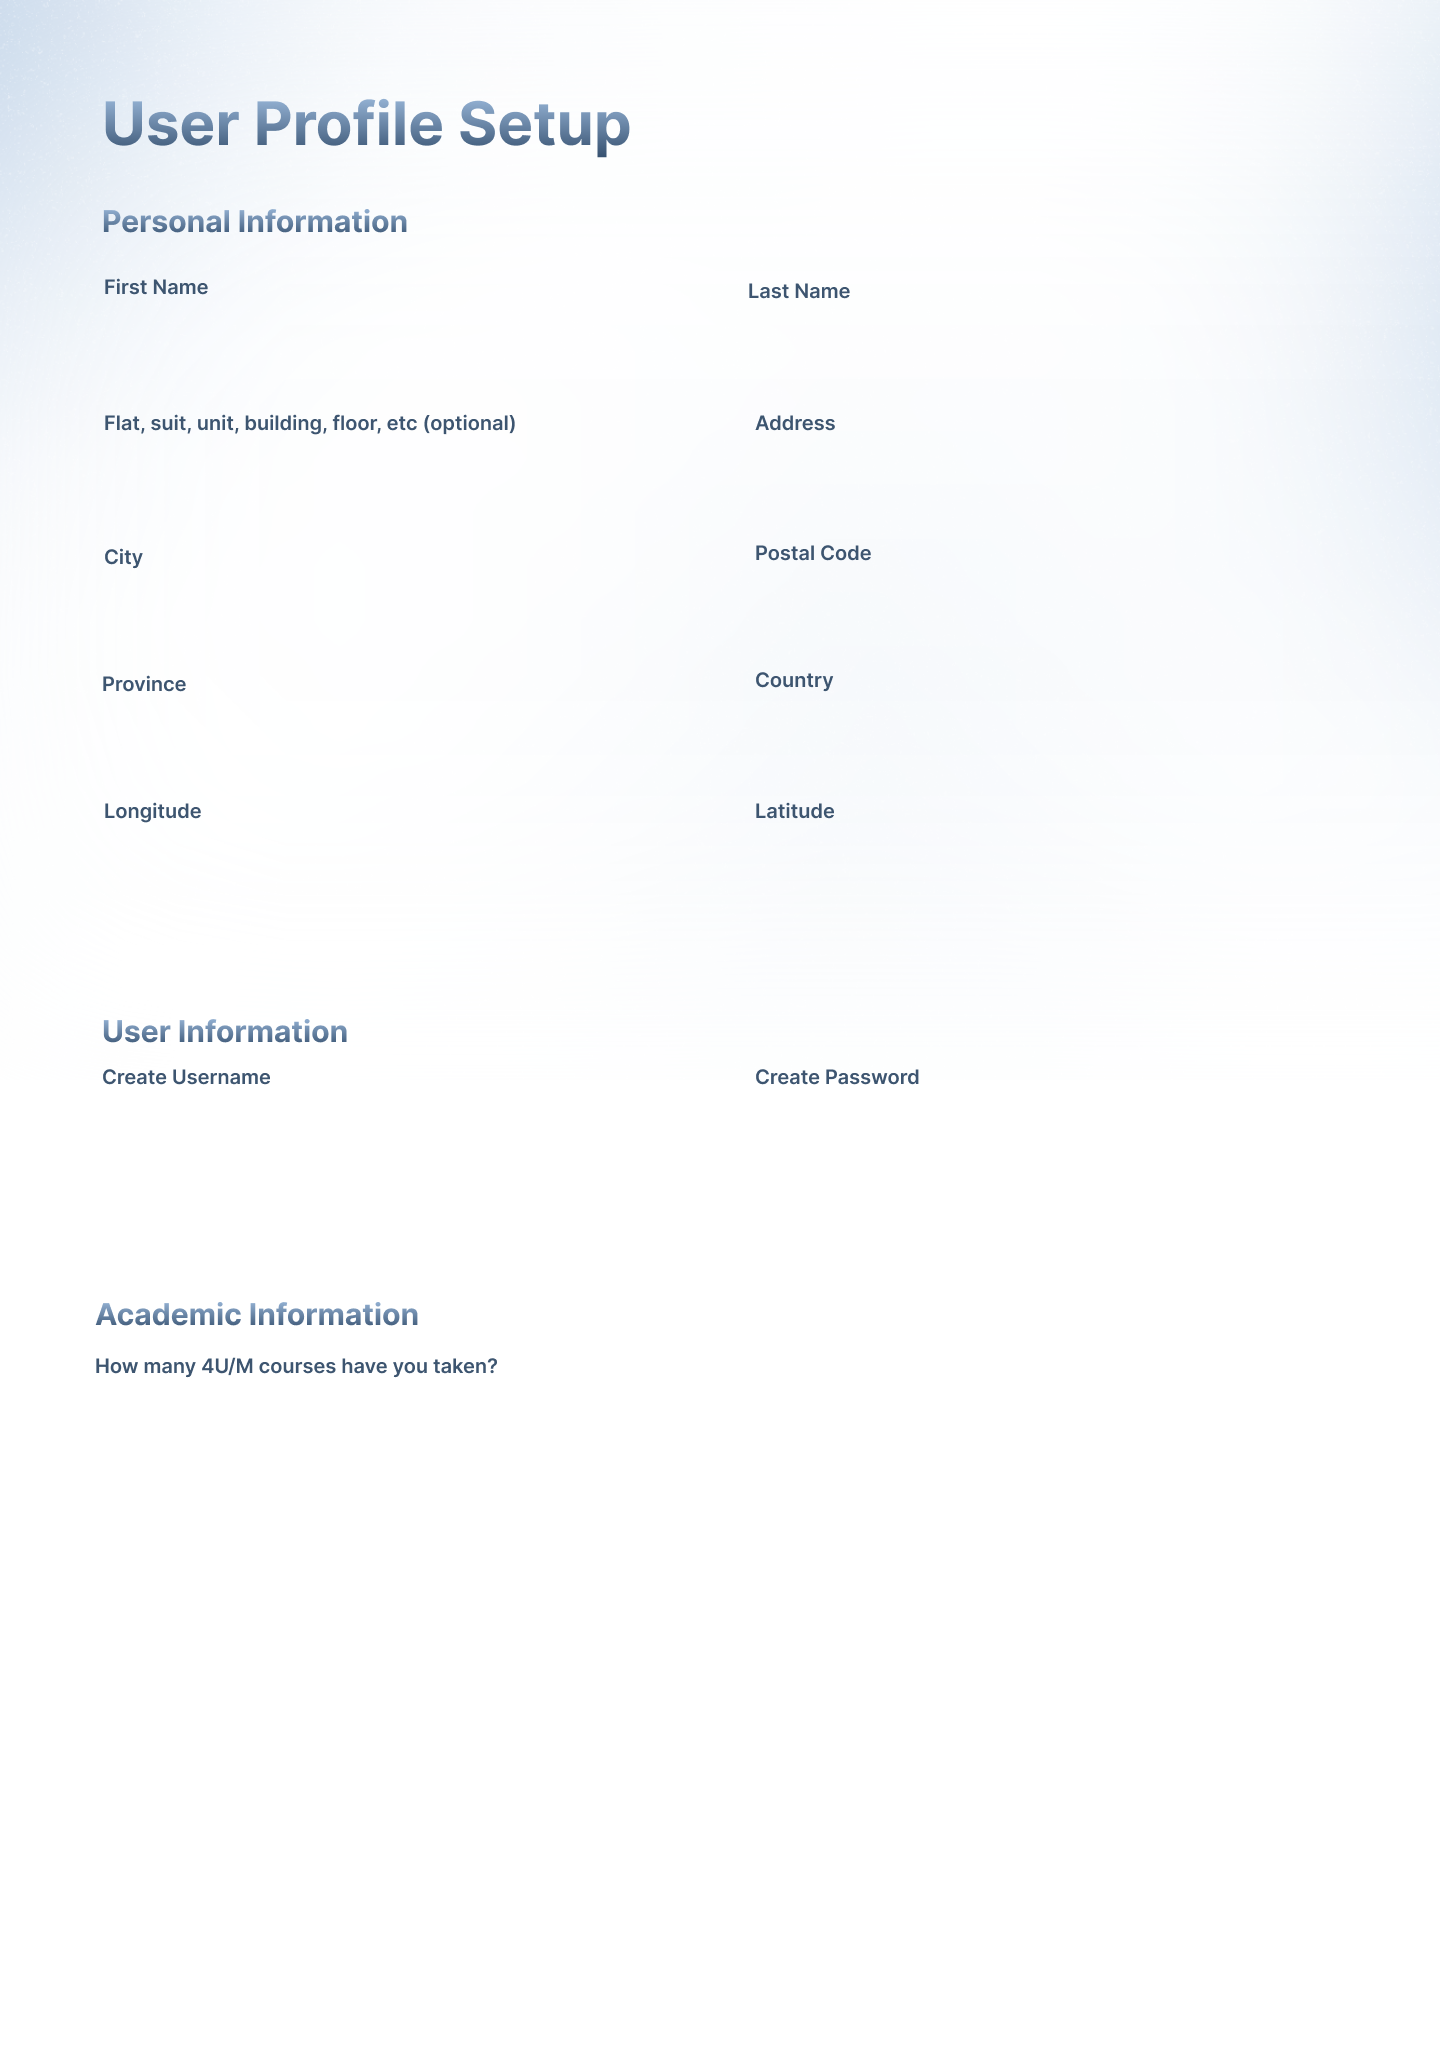 User Profile Setup
Personal Information
First Name
Last Name
Flat, suit, unit, building, floor, etc (optional)
Address
City
Postal Code
Province
Country
Longitude
Latitude
User Information
Create Username
Create Password
Academic Information
How many 4U/M courses have you taken?